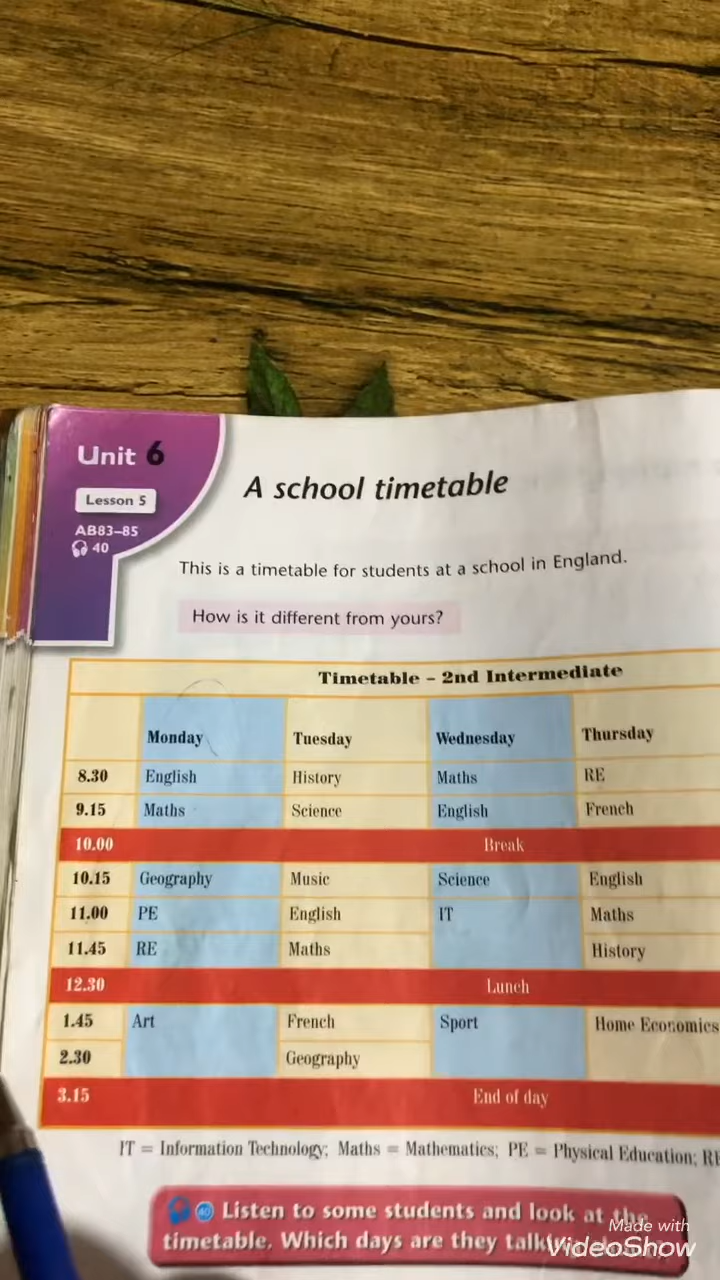 Unit 6
Lesson 5
AB83–85
40
A school timetable
This is a timetable for students at a school in England.
How is it different from yours?
Timetable – 2nd Intermediate
Monday Tuesday Wednesday Thursday
8.30 English History Maths RE
9.15 Maths Science English French
10.00 Break
10.15 Geography Music Science English
11.00 PE English IT Maths
11.45 RE Maths History
12.30 Lunch
1.45 Art French Sport Home Economics
2.30 Geography
3.15 End of day
IT = Information Technology; Maths = Mathematics; PE = Physical Education; RE
40 Listen to some students and look at the
timetable. Which days are they
Made with
VideoShow